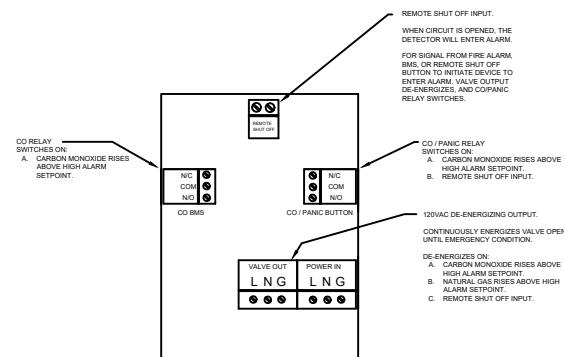 REMOTE SHUT OFF INPUT.
WHEN CIRCUIT IS OPENED, THE
DETECTOR WILL ENTER ALARM.
FOR SIGNAL FROM FIRE ALARM,
BMS, OR REMOTE SHUT OFF
BUTTON TO INITIATE DEVICE TO
ENTER ALARM. VALVE OUTPUT
DE-ENERGIZES, AND CO/PANIC
RELAY SWITCHES.
REMOTE
SHUT OFF
CO RELAY
SWITCHES ON:
A. CARBON MONOXIDE RISES
ABOVE HIGH ALARM
SETPOINT.
N/C
COM
N/O
CO BMS
N/C
COM
N/O
CO / PANIC BUTTON
CO / PANIC RELAY
SWITCHES ON:
A. CARBON MONOXIDE RISES ABOVE
HIGH ALARM SETPOINT.
B. REMOTE SHUT OFF INPUT.
120VAC DE-ENERGIZING OUTPUT.
CONTINUOUSLY ENERGIZES VALVE OPEN
UNTIL EMERGENCY CONDITION.
DE-ENERGIZES ON:
A. CARBON MONOXIDE RISES ABOVE
HIGH ALARM SETPOINT.
B. NATURAL GAS RISES ABOVE HIGH
ALARM SETPOINT.
C. REMOTE SHUT OFF INPUT.
VALVE OUT
L N G
POWER IN
L N G